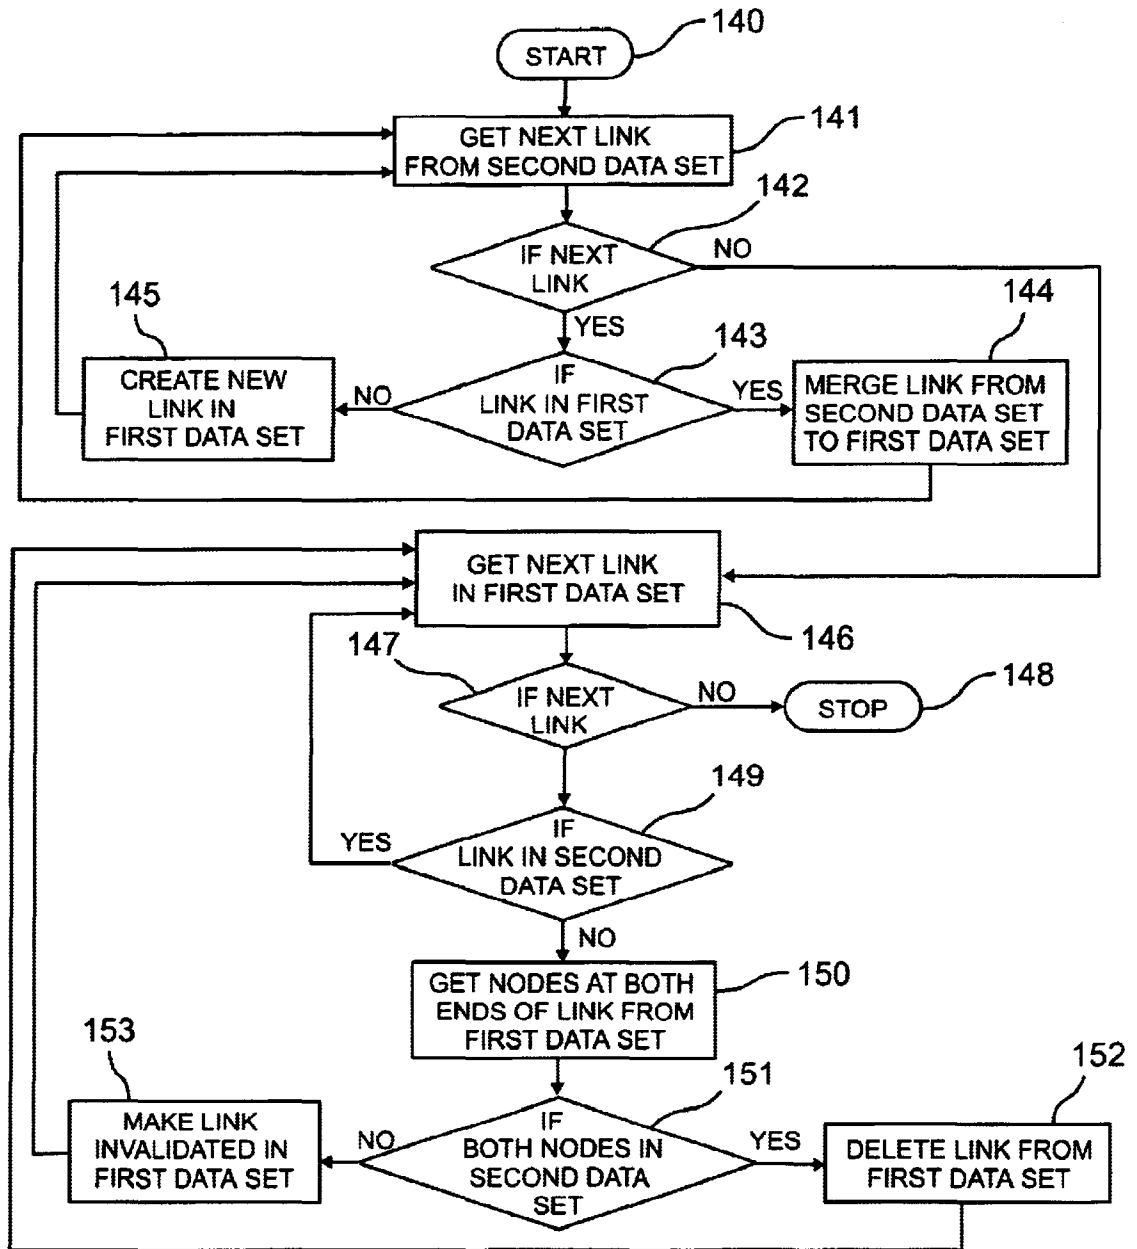 140
START
141
GET NEXT LINK
FROM SECOND DATA SET
142
IF NEXT
LINK
NO
YES
145
CREATE NEW
LINK IN
FIRST DATA SET
NO
143
IF
LINK IN FIRST
DATA SET
YES
144
MERGE LINK FROM
SECOND DATA SET
TO FIRST DATA SET
GET NEXT LINK
IN FIRST DATA SET
146
147
IF NEXT
LINK
NO
STOP
148
149
YES
IF
LINK IN SECOND
DATA SET
NO
GET NODES AT BOTH
ENDS OF LINK FROM
FIRST DATA SET
150
153
MAKE LINK
INVALIDATED IN
FIRST DATA SET
NO
151
IF
BOTH NODES IN
SECOND DATA
SET
YES
152
DELETE LINK FROM
FIRST DATA SET